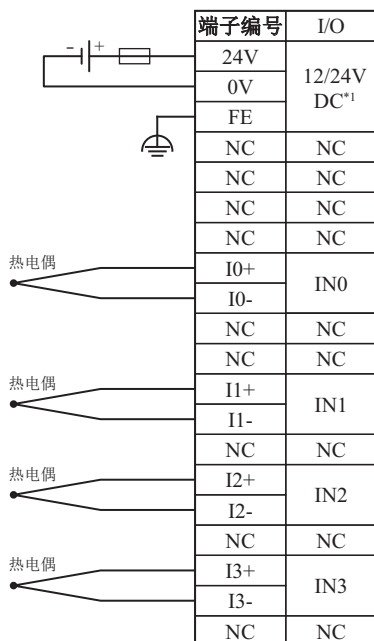 端子编号 I/O
- +
24V
0V
12/24V
DC*1
FE
NC NC
NC NC
NC NC
NC NC
热电偶
I0+
I0-
IN0
NC NC
NC NC
热电偶
I1+
I1-
IN1
NC NC
热电偶
I2+
I2-
IN2
NC NC
热电偶
I3+
I3-
IN3
NC NC